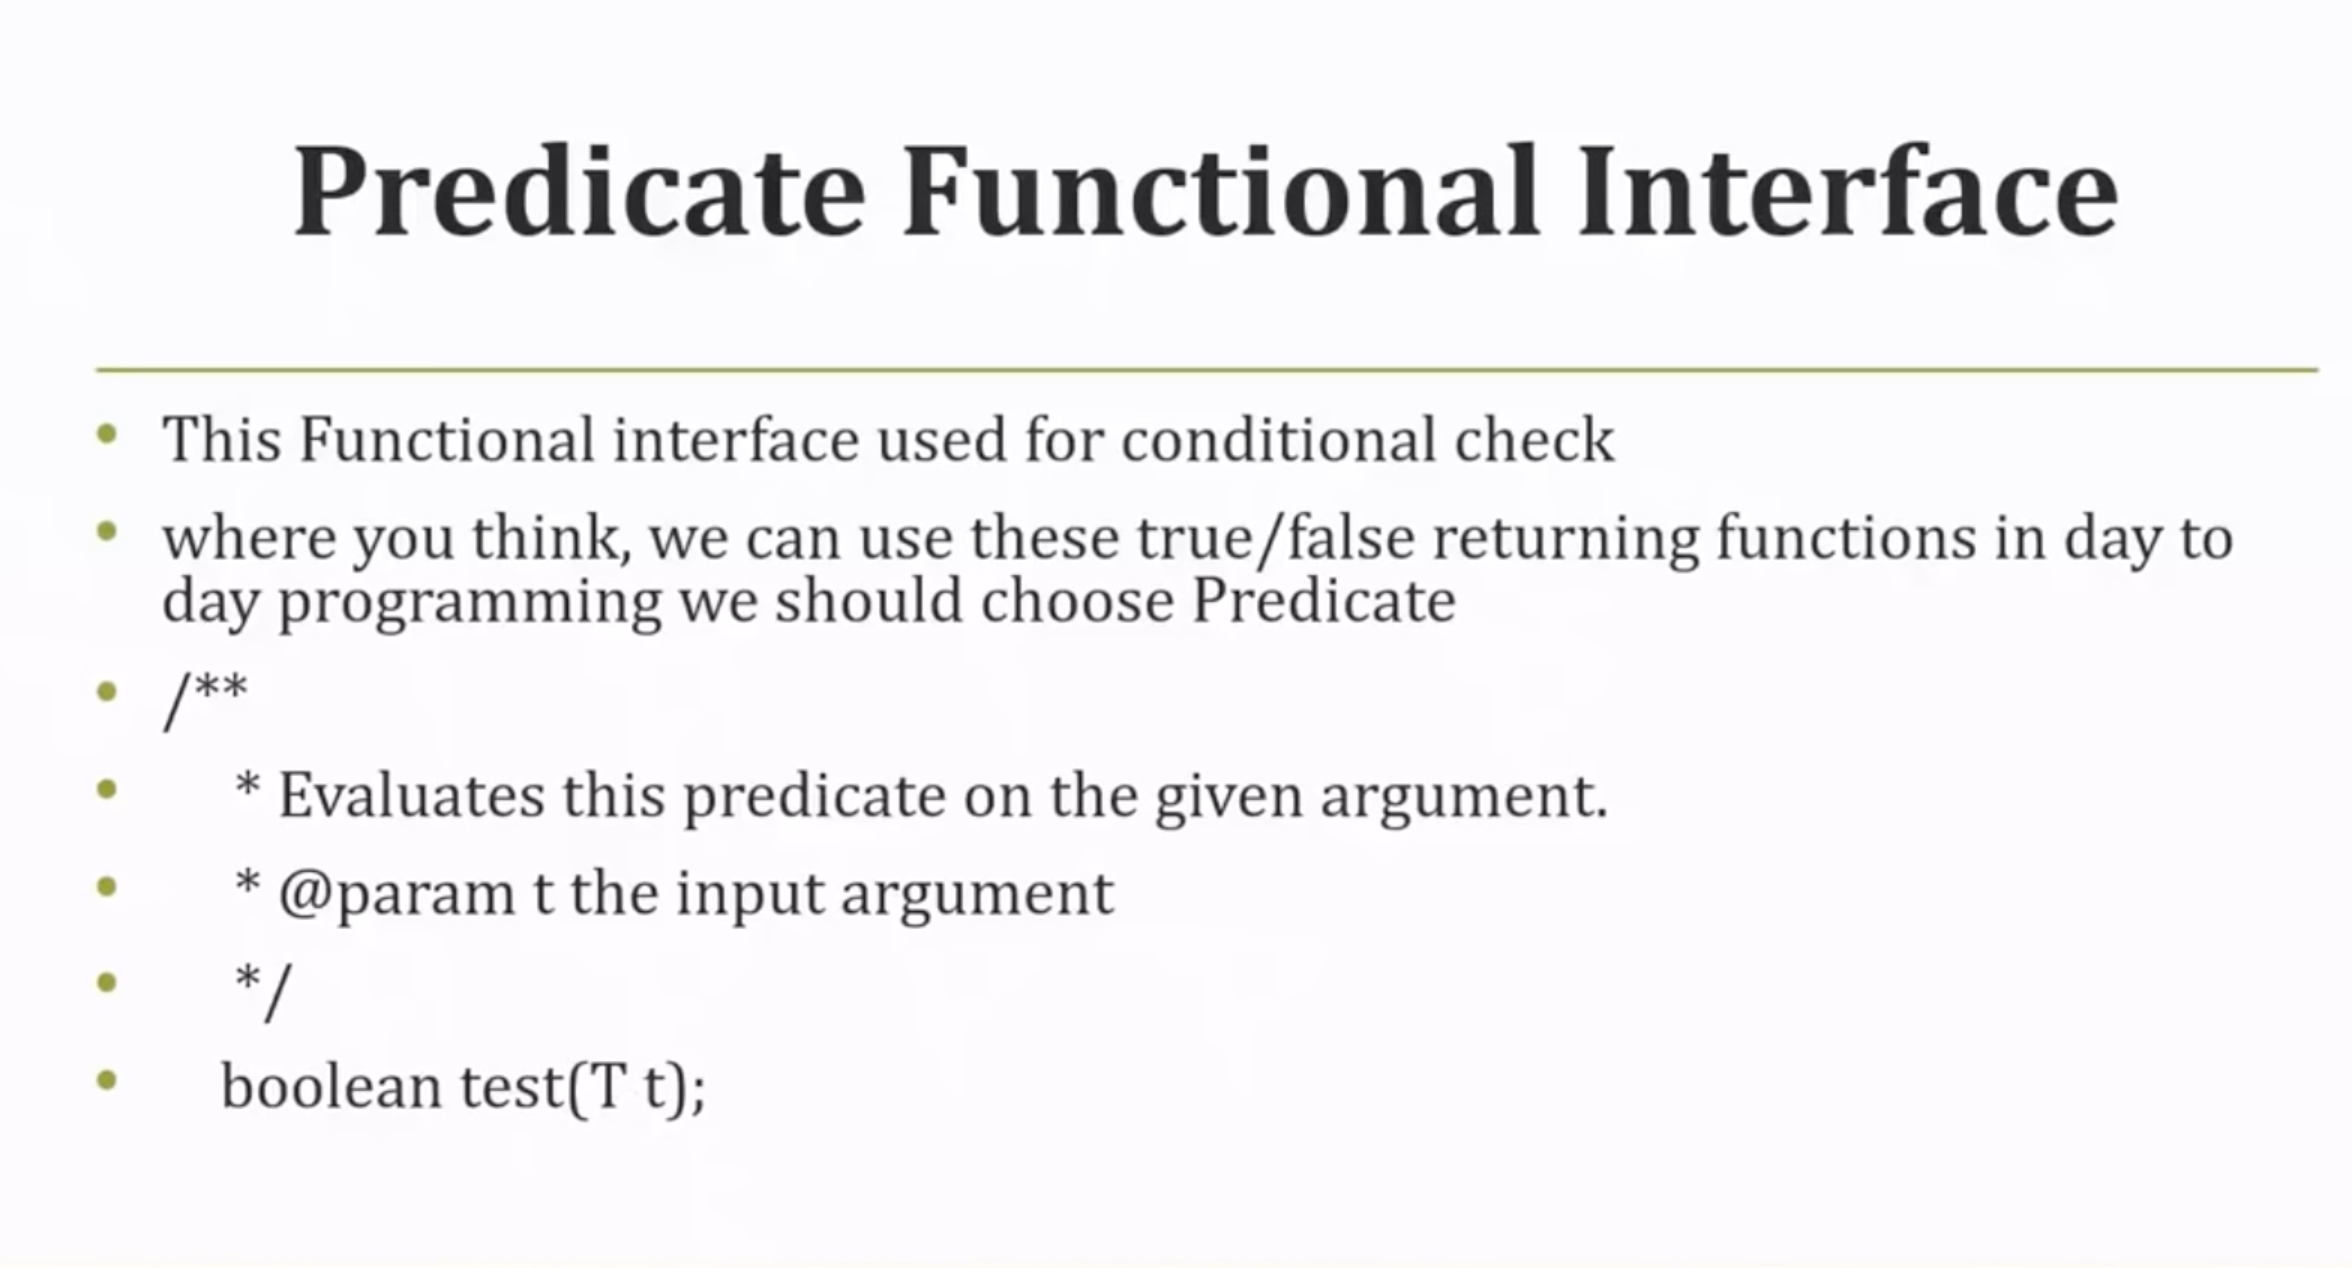 Predicate Functional Interface
• This Functional interface used for conditional check
• where you think, we can use these true/false returning functions in day to
day programming we should choose Predicate
• /**
• * Evaluates this predicate on the given argument.
• * @param t the input argument
• */
• boolean test(T t);